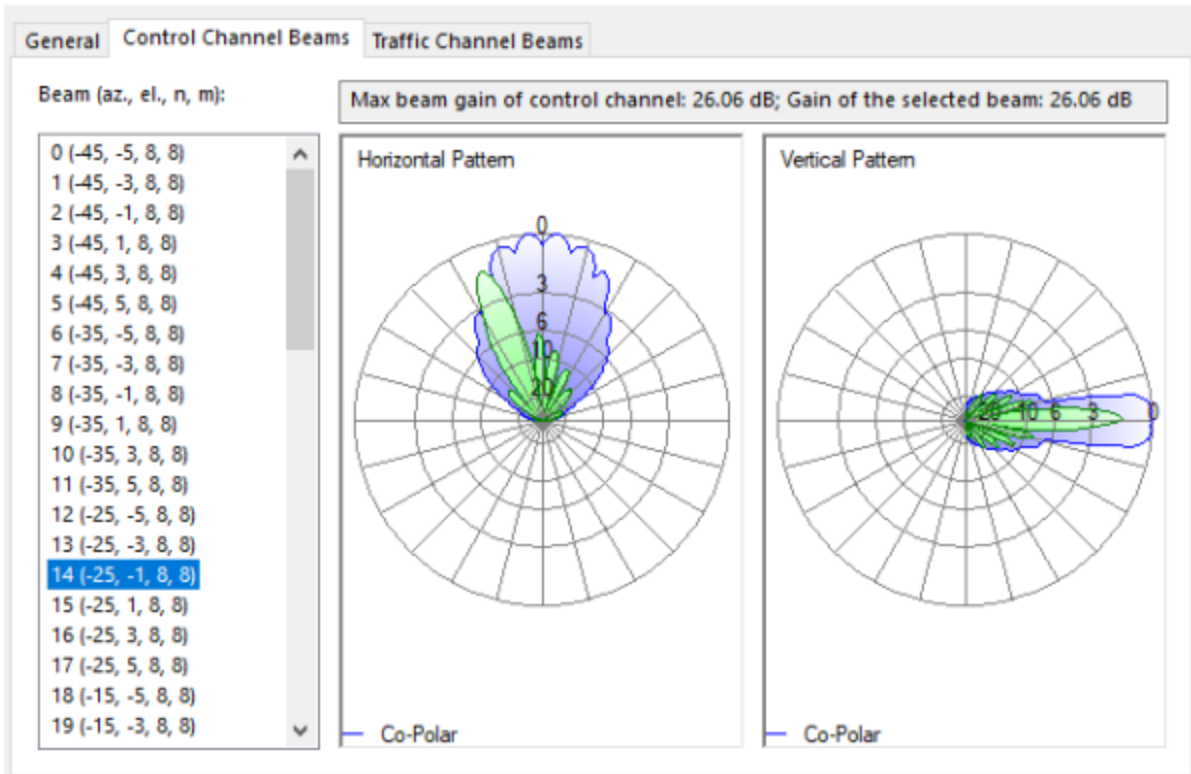 General
Control Channel Beams
Traffic Channel Beams
Beam (az., el., n, m):
Max beam gain of control channel: 26.06 dB; Gain of the selected beam: 26.06 dB
0 (-45, -5, 8, 8)
1 (-45, -3, 8, 8)
2 (-45, -1, 8, 8)
3 (-45, 1, 8, 8)
4 (-45, 3, 8, 8)
5 (-45, 5, 8, 8)
6 (-35, -5, 8, 8)
7 (-35, -3, 8, 8)
8 (-35, -1, 8, 8)
9 (-35, 1, 8, 8)
10 (-35, 3, 8, 8)
11 (-35, 5, 8, 8)
12 (-25, -5, 8, 8)
13 (-25, -3, 8, 8)
14 (-25, -1, 8, 8)
15 (-25, 1, 8, 8)
16 (-25, 3, 8, 8)
17 (-25, 5, 8, 8)
18 (-15, -5, 8, 8)
19 (-15, -3, 8, 8)
Horizontal Pattern
0
3
6
10
20
Co-Polar
Vertical Pattern
20 10 6 3 0
Co-Polar